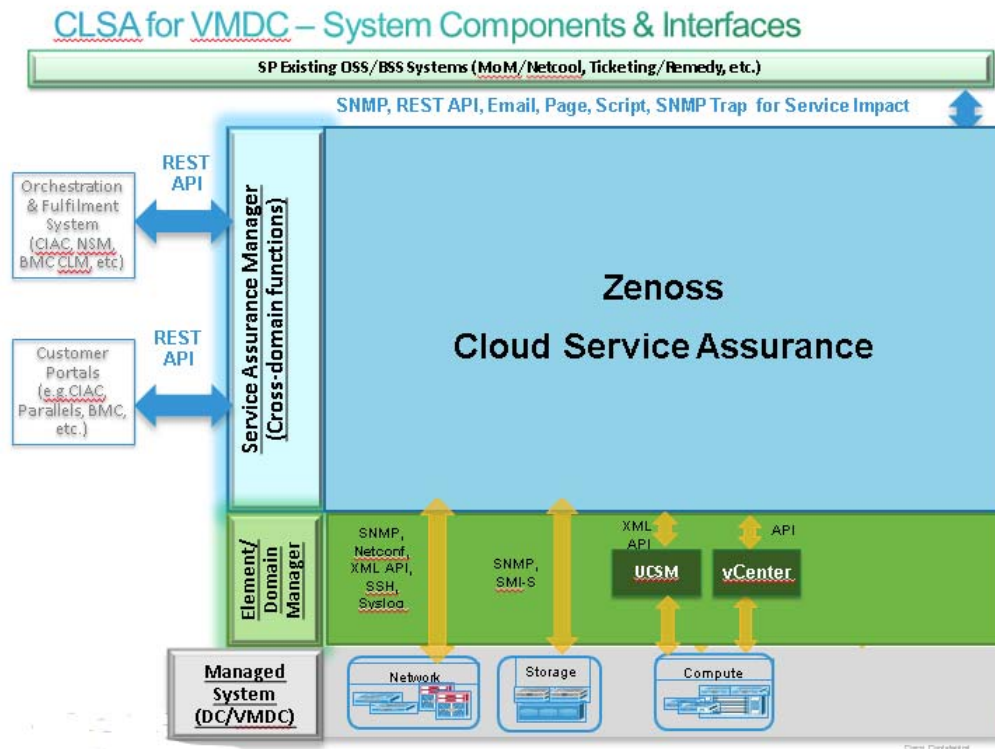 CLSA for VMDC – System Components & Interfaces
SP Existing OSS/BSS Systems (MoM/Netcool, Ticketing/Remedy, etc.)
SNMP, REST API, Email, Page, Script, SNMP Trap for Service Impact
REST
API
Orchestration
& Fulfilment
System
(CIAC, NSM,
BMC CLM, etc)
REST
API
Customer
Portals
(e.g.CIAC,
Parallels, BMC,
etc.)
Service Assurance Manager
(Cross-domain functions)
Zenoss
Cloud Service Assurance
Element/
Domain
Manager
SNMP,
Netconf,
XML API,
SSH,
Syslog
SNMP,
SMI-S
XML
API
UCSM
API
vCenter
Managed
System
(DC/VMDC)
Network
Storage
Compute